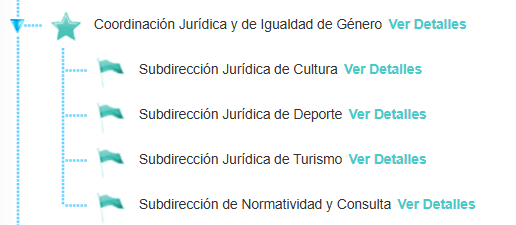 Coordinación Jurídica y de Igualdad de Género Ver Detalles
Subdirección Jurídica de Cultura Ver Detalles
Subdirección Jurídica de Deporte Ver Detalles
Subdirección Jurídica de Turismo Ver Detalles
Subdirección de Normatividad y Consulta Ver Detalles